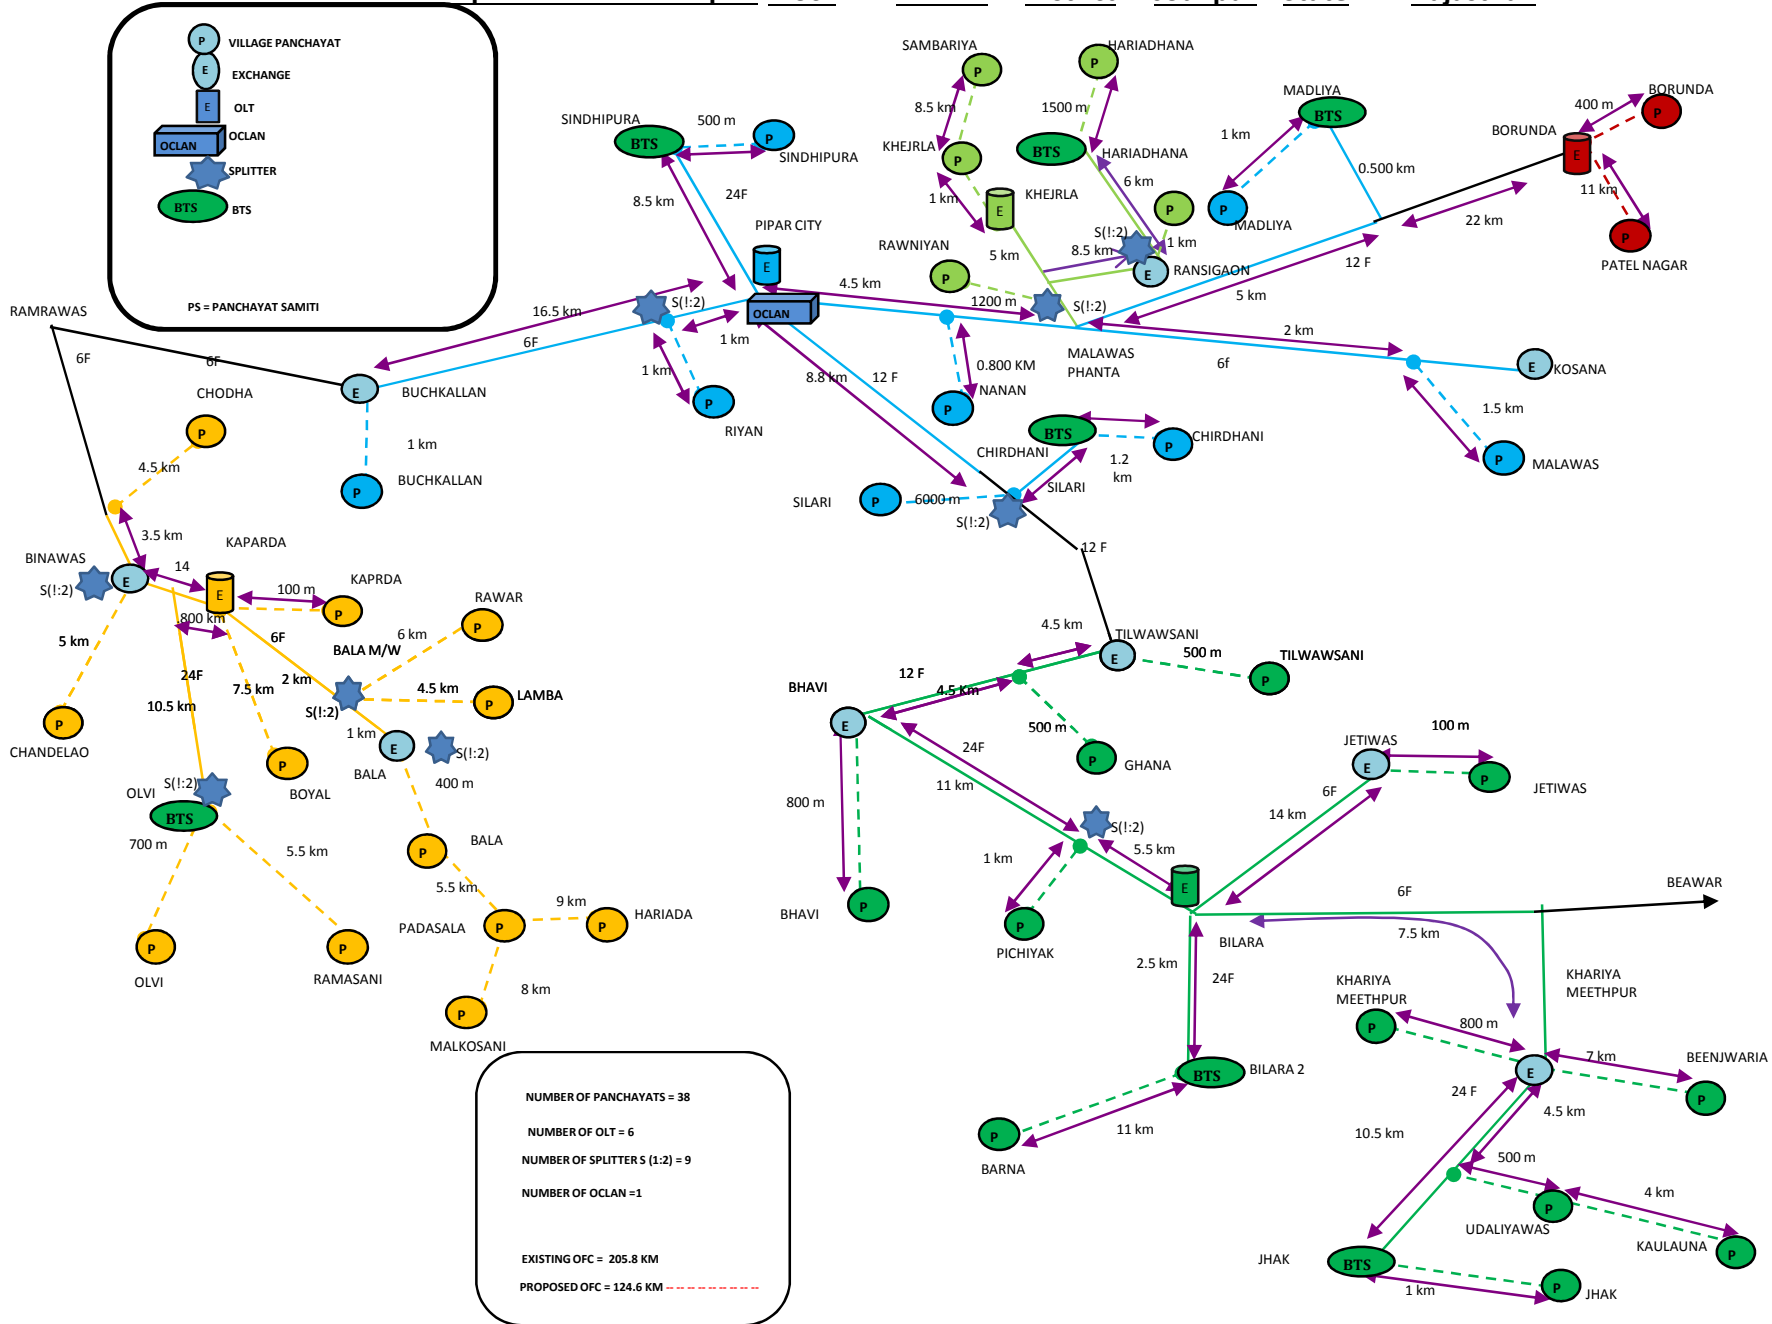 P VILLAGE PANCHAYAT
E EXCHANGE
E OLT
OCLAN OCLAN
SPLITTER
BTS BTS
PS = PANCHAYAT SAMITI
SAMBARIYA
P
8.5 km
KHEJRLA
P
1 km
KHEJRLA
E
5 km
RAWNIYAN
P
1200 m
S(!:2)
HARIADHANA
P
1500 m
BTS
HARIADHANA
6 km
P
S(!:2)
8.5 km
1 km
E
RANSIGAON
MADLIYA
BTS
1 km
P
MADLIYA
0.500 km
BORUNDA
400 m
P
BORUNDA
E
11 km
22 km
P
PATEL NAGAR
12 F
5 km
SINDHIPURA
500 m
BTS
P
SINDHIPURA
8.5 km
24F
PIPAR CITY
E
OCLAN
4.5 km
16.5 km
S(!:2)
6F
1 km
1 km
P
RIYAN
8.8 km
12 F
0.800 KM
P
NANAN
MALAWAS
PHANTA
2 km
6f
E
KOSANA
1.5 km
P
MALAWAS
RAMRAWAS
6F
6F
E
BUCHKALLAN
1 km
P
BUCHKALLAN
CHODHA
P
4.5 km
3.5 km
BINAWAS
S(!:2)
E
14
KAPARDA
E
100 m
KAPRDA
P
.800 km
5 km
P
CHANDELAO
24F
10.5 km
7.5 km
P
BOYAL
6F
2 km
BALA M/W
RAWAR
P
6 km
4.5 km
P
LAMBA
S(!:2)
1 km
E
BALA
S(!:2)
400 m
P
BALA
5.5 km
PADASALA
P
9 km
P
HARIADA
8 km
P
MALKOSANI
OLVI
S(!:2)
BTS
700 m
5.5 km
P
OLVI
P
RAMASANI
CHIRDHANI
BTS
P
CHIRDHANI
1.2
km
SILARI
SILARI
P
6000 m
S(!:2)
12 F
TILWAWSANI
E
500 m
TILWAWSANI
P
4.5 km
12 F
4.5 km
BHAVI
E
500 m
P
GHANA
24F
11 km
800 m
P
BHAVI
S(!:2)
5.5 km
1 km
P
PICHIYAK
E
BILARA
JETIWAS
E
100 m
P
JETIWAS
6F
14 km
6F
BEAWAR
7.5 km
2.5 km
24F
BTS
BILARA 2
11 km
P
BARNA
KHARIYA
MEETHPUR
KHARIYA
MEETHPUR
P
800 m
E
7 km
BEENJWARIA
P
24 F
4.5 km
10.5 km
500 m
P
UDALIYAWAS
4 km
P
KAULAUNA
JHAK
BTS
1 km
P
JHAK
NUMBER OF PANCHAYATS = 38
NUMBER OF OLT = 6
NUMBER OF SPLITTER S (1:2) = 9
NUMBER OF OCLAN =1
EXISTING OFC = 205.8 KM
PROPOSED OFC = 124.6 KM